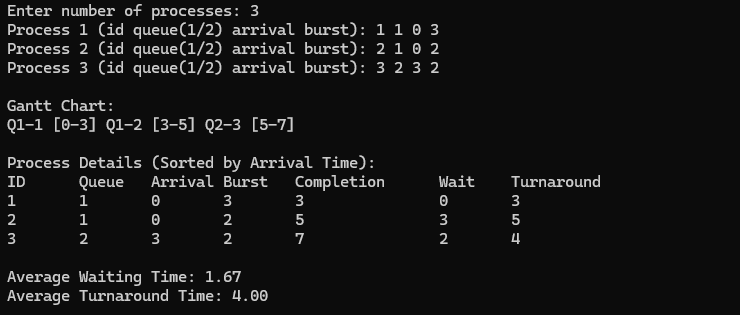 Enter number of processes: 3
Process 1 (id queue(1/2) arrival burst): 1 1 0 3
Process 2 (id queue(1/2) arrival burst): 2 1 0 2
Process 3 (id queue(1/2) arrival burst): 3 2 3 2

Gantt Chart:
Q1-1 [0-3] Q1-2 [3-5] Q2-3 [5-7]

Process Details (Sorted by Arrival Time):
ID Queue Arrival Burst Completion Wait Turnaround
1 1 0 3 3 0 3
2 1 0 2 5 3 5
3 2 3 2 7 2 4

Average Waiting Time: 1.67
Average Turnaround Time: 4.00